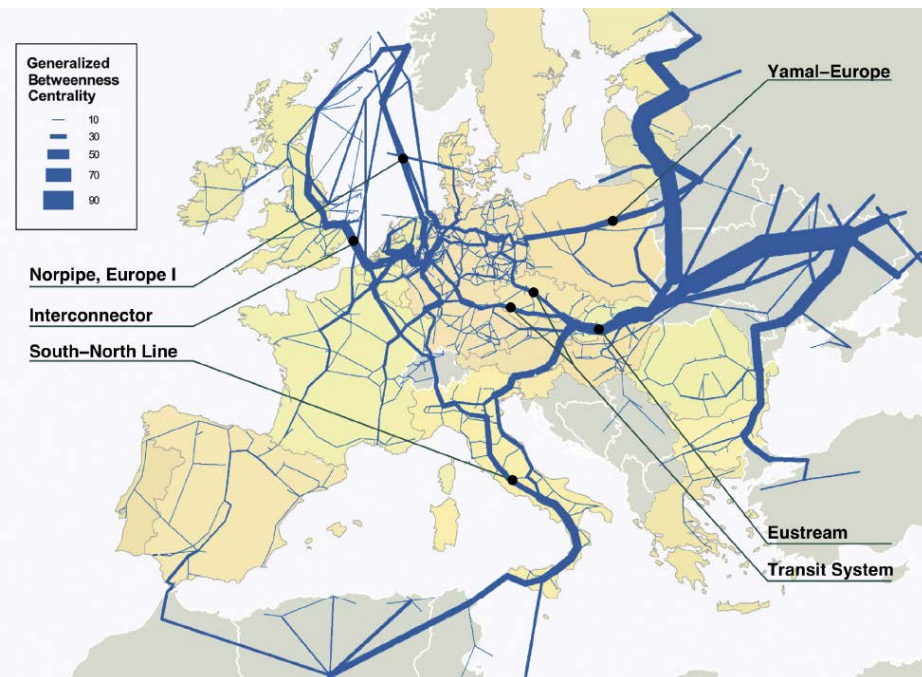 Generalized
Betweenness
Centrality
10
30
50
70
90
Yamal–Europe
Norpipe, Europe I
Interconnector
South–North Line
Eustream
Transit System